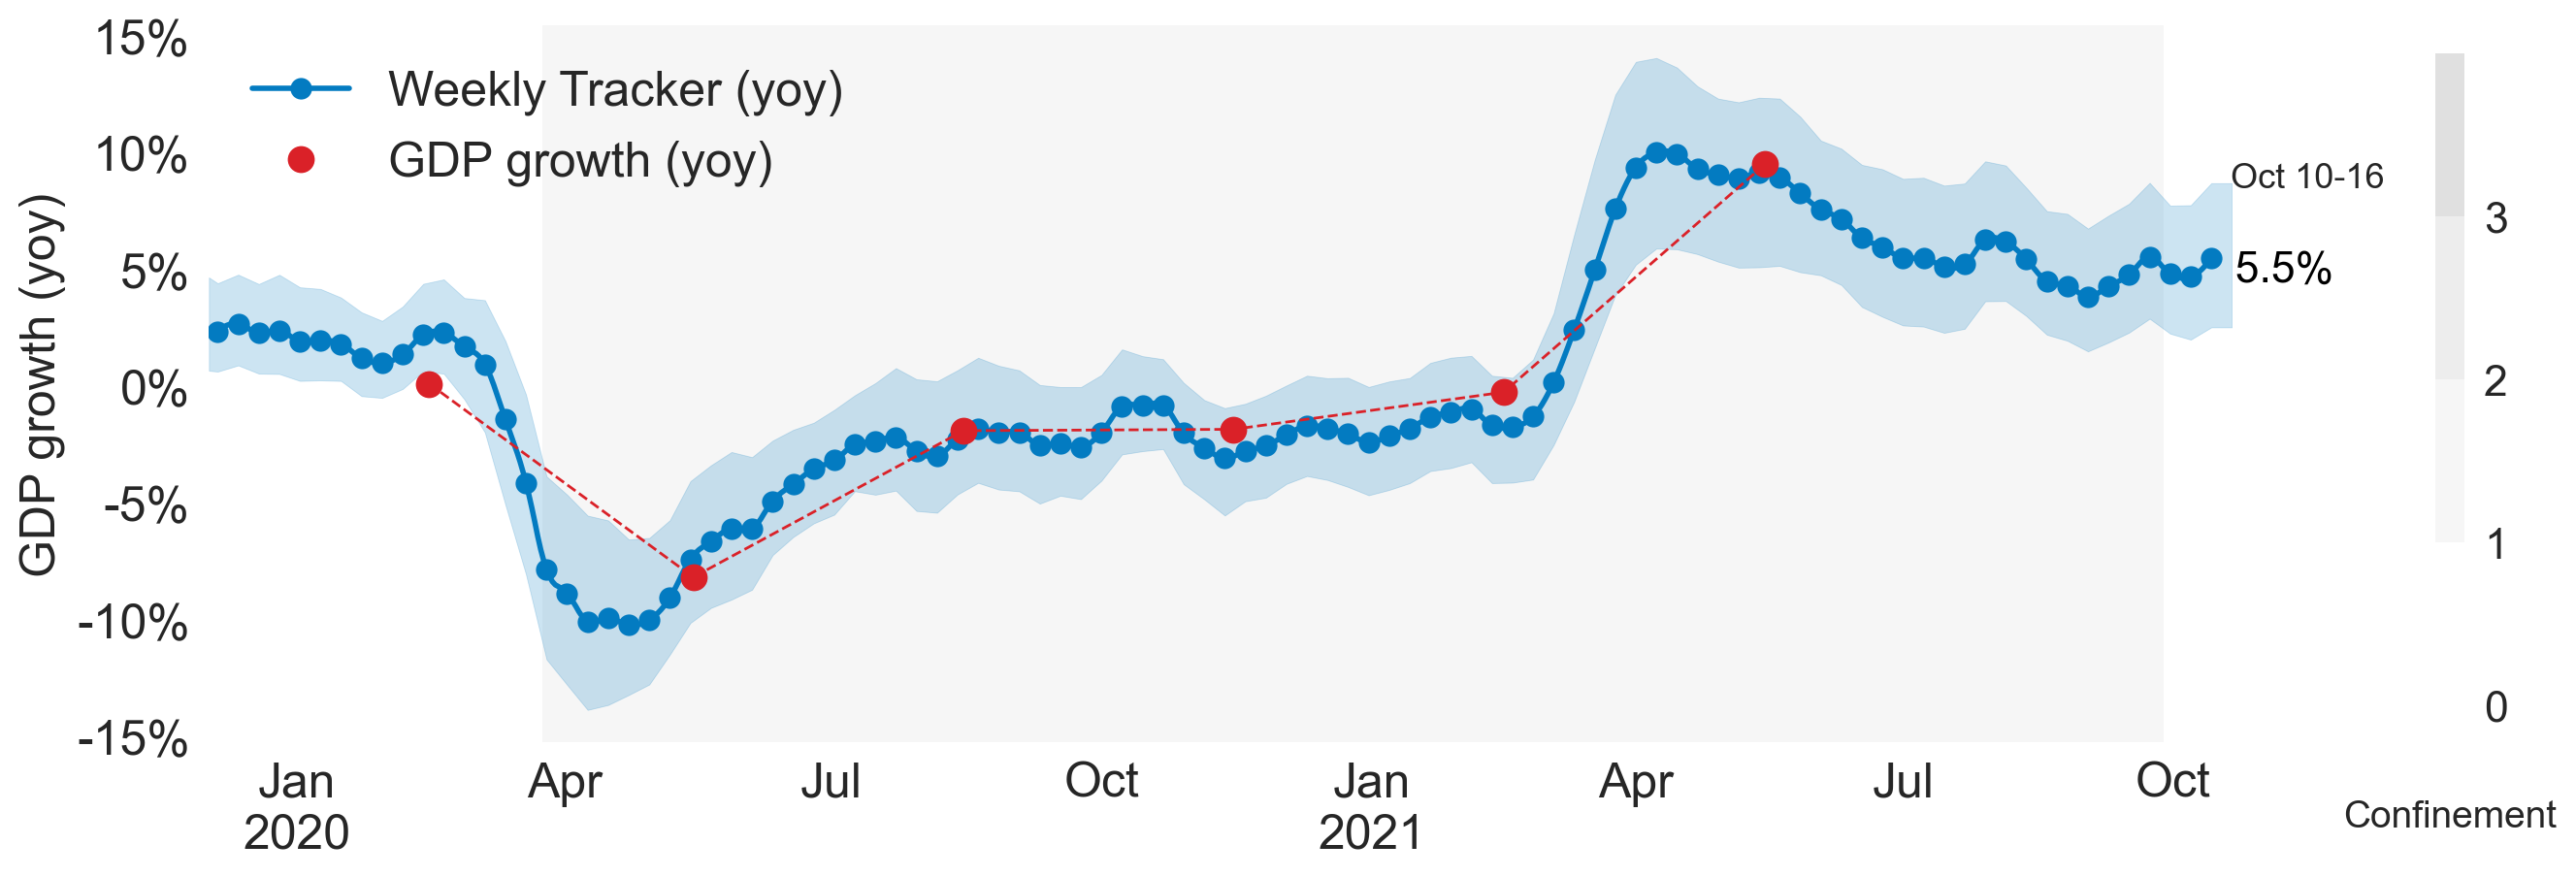 15%
10%
5%
0%
-5%
-10%
-15%
GDP growth (yoy)
Weekly Tracker (yoy)
GDP growth (yoy)
Oct 10-16
5.5%
3
2
1
0
Confinement
Jan Apr Jul Oct Jan Apr Jul Oct
2020 2021